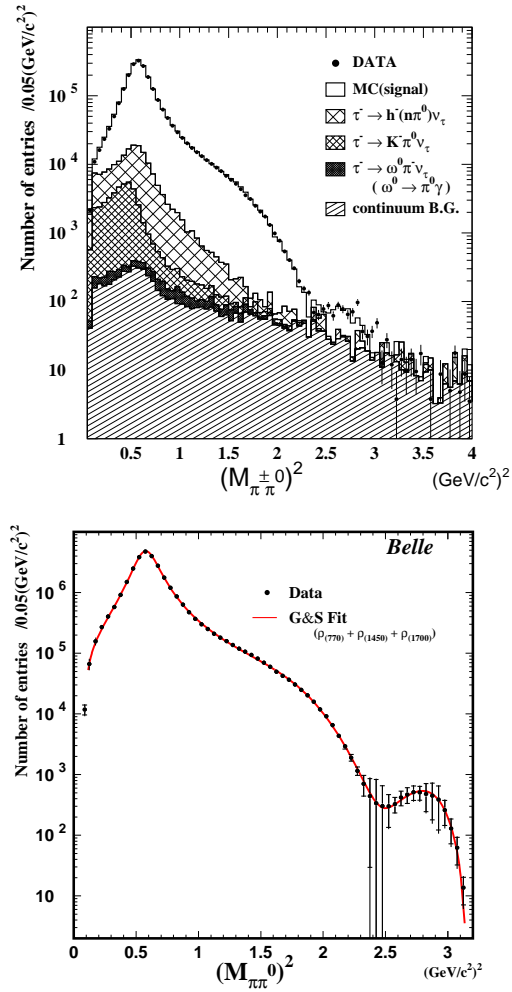 Number of entries /0.05(GeV/c²)²
10⁵
10⁴
10³
10²
10
1
DATA
MC(signal)
τ⁻ → h⁻(nπ⁰)ν_τ
τ⁻ → K⁻π⁰ν_τ
τ⁻ → ω⁰π⁻ν_τ
( ω⁰ → π⁰γ )
continuum B.G.
0.5 1 1.5 2 2.5 3 3.5 4
(M_π±π0)² (GeV/c²)²
Number of entries /0.05(GeV/c²)²
Belle
10⁶
10⁵
10⁴
10³
10²
10
Data
G&S Fit
(ρ(770) + ρ(1450) + ρ(1700))
0 0.5 1 1.5 2 2.5 3
(M_ππ⁰)² (GeV/c²)²